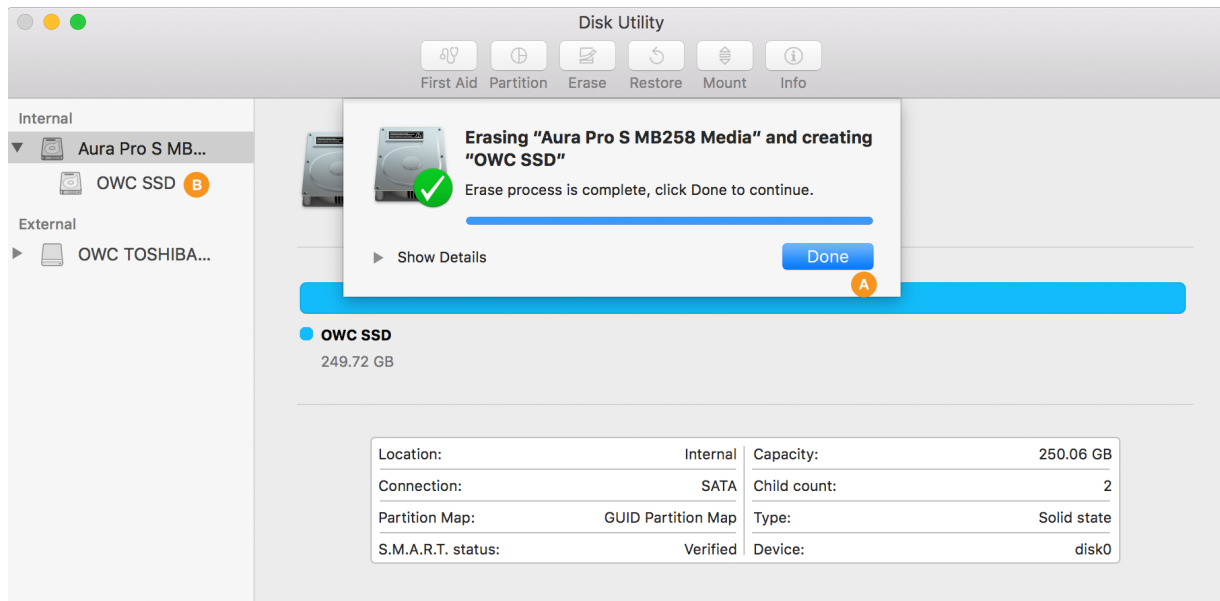 Disk Utility
First Aid Partition Erase Restore Mount Info
Internal
Aura Pro S MB...
OWC SSD B
External
OWC TOSHIBA...
Erasing “Aura Pro S MB258 Media” and creating
“OWC SSD”
Erase process is complete, click Done to continue.
Show Details
Done
A
OWC SSD
249.72 GB
Location: Internal Capacity: 250.06 GB
Connection: SATA Child count: 2
Partition Map: GUID Partition Map Type: Solid state
S.M.A.R.T. status: Verified Device: disk0